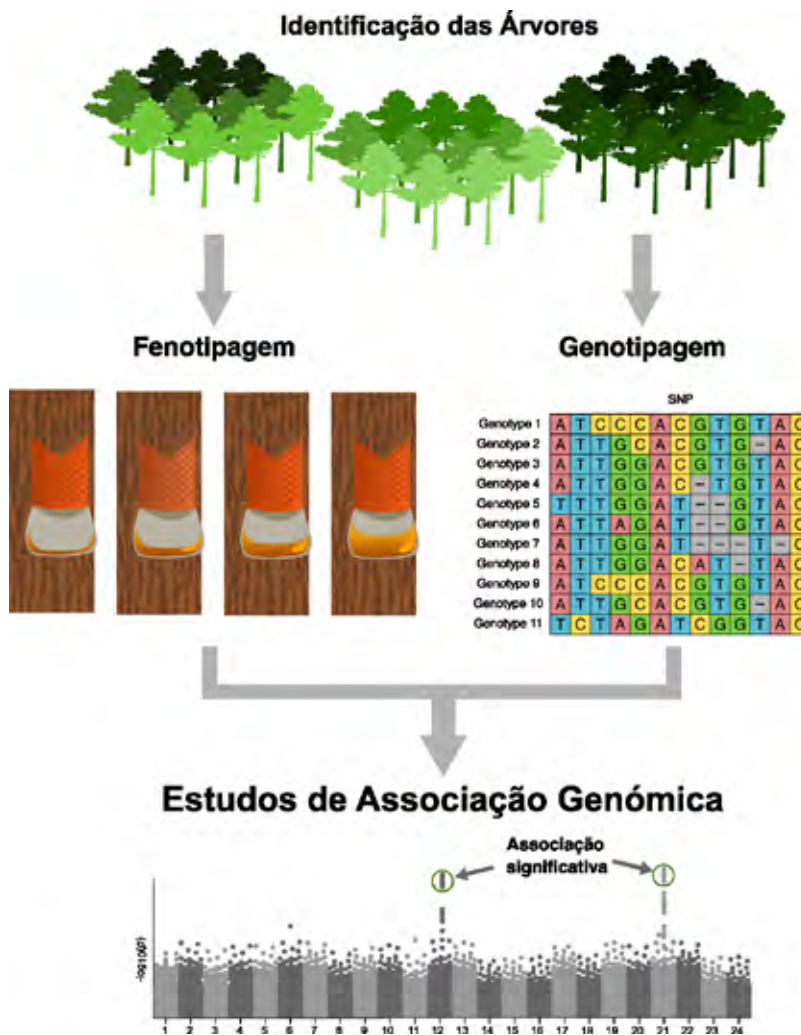 Identificação das Árvores
Fenotipagem
Genotipagem
SNP
Genotype 1 A T C C C A C G T G T A C
Genotype 2 A T T G C A C G T G - A C
Genotype 3 A T T G G A C G T G T A C
Genotype 4 A T T G G A C - T G T A C
Genotype 5 T T T G G A T - - G T A C
Genotype 6 A T T A G A T - - G T A C
Genotype 7 A T T G G A T - - - T - C
Genotype 8 A T T G G A C A T - T A C
Genotype 9 A T C C C A C G T G T A C
Genotype 10 A T T G C A C G T G - A C
Genotype 11 T C T A G A T C G G T A C
Estudos de Associação Genómica
Associação
significativa
-log10(p)
1 2 3 4 5 6 7 8 9 10 11 12 13 14 15 16 17 18 19 20 21 22 23 24